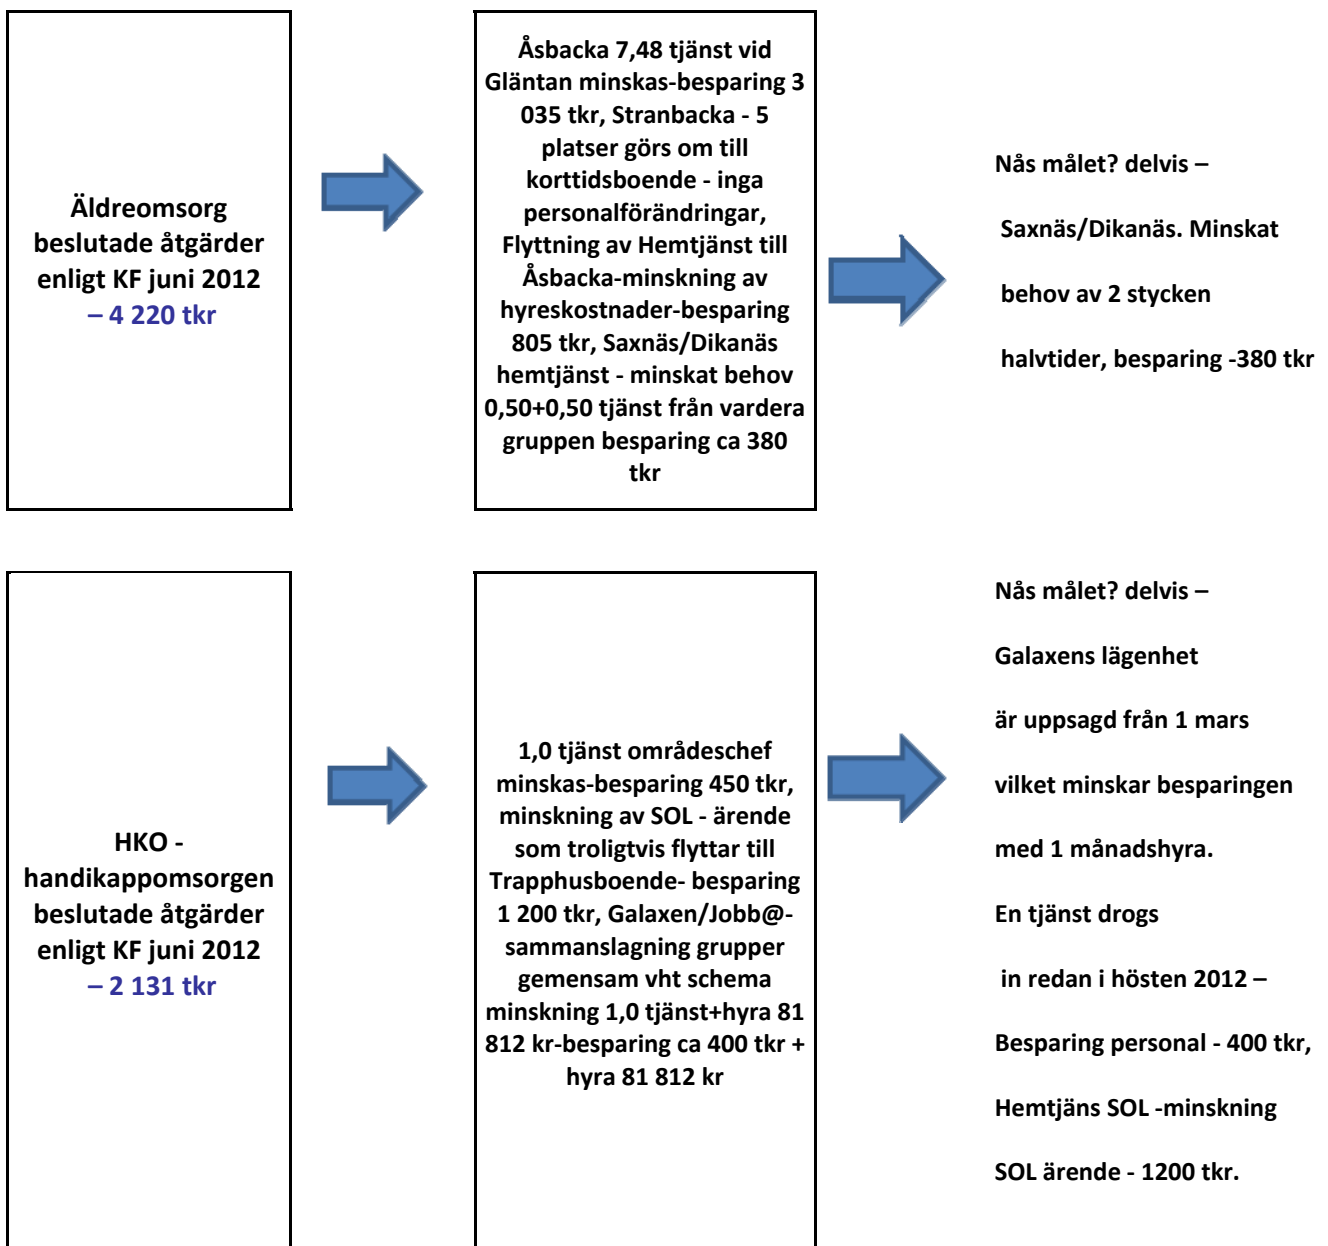 Äldreomsorg
beslutade åtgärder
enligt KF juni 2012
– 4 220 tkr
Åsbacka 7,48 tjänst vid
Gläntan minskas-besparing 3
035 tkr, Stranbacka - 5
platser görs om till
korttidsboende - inga
personalförändringar,
Flyttning av Hemtjänst till
Åsbacka-minskning av
hyreskostnader-besparing
805 tkr, Saxnäs/Dikanäs
hemtjänst - minskat behov
0,50+0,50 tjänst från vardera
gruppen besparing ca 380
tkr
Nås målet? delvis –
Saxnäs/Dikanäs. Minskat
behov av 2 stycken
halvtider, besparing -380 tkr
HKO -
handikappomsorgen
beslutade åtgärder
enligt KF juni 2012
– 2 131 tkr
1,0 tjänst områdeschef
minskas-besparing 450 tkr,
minskning av SOL - ärende
som troligtvis flyttar till
Trapphusboende- besparing
1 200 tkr, Galaxen/Jobb@-
sammanslagning grupper
gemensam vht schema
minskning 1,0 tjänst+hyra 81
812 kr-besparing ca 400 tkr +
hyra 81 812 kr
Nås målet? delvis –
Galaxens lägenhet
är uppsagd från 1 mars
vilket minskar besparingen
med 1 månadshyra.
En tjänst drogs
in redan i hösten 2012 –
Besparing personal - 400 tkr,
Hemtjäns SOL -minskning
SOL ärende - 1200 tkr.